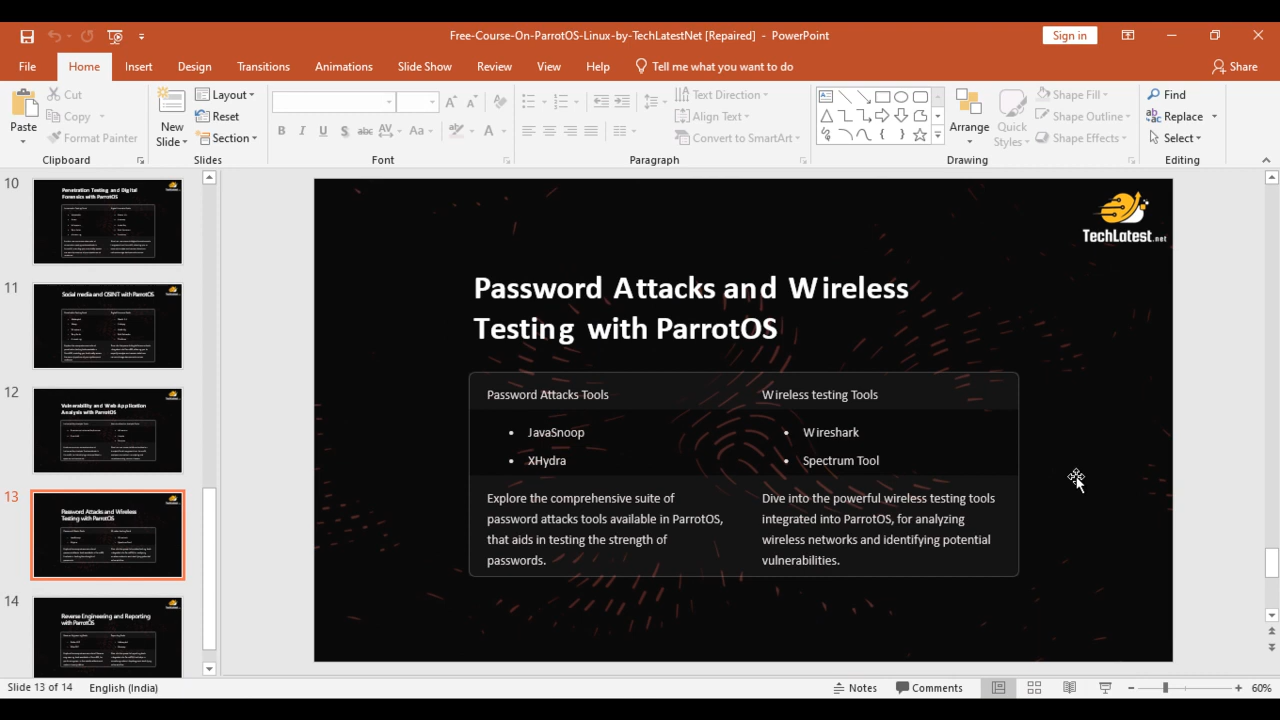 Free-Course-On-ParrotOS-Linux-by-TechLatestNet [Repaired] - PowerPoint
Sign in
File Home Insert Design Transitions Animations Slide Show Review View Help Tell me what you want to do Share
Paste
Cut
Copy
Format Painter
Clipboard
New Slide
Layout
Reset
Section
Slides
Font
Text Direction
Align Text
Convert to SmartArt
Paragraph
Arrange
Quick Styles
Shape Fill
Shape Outline
Shape Effects
Drawing
Find
Replace
Select
Editing
10
Penetration Testing and Digital
Forensics with ParrotOS
11
Social media and OSINT with ParrotOS
12
Vulnerability and Web Application
Analysis with ParrotOS
13
Password Attacks and Wireless
Testing with ParrotOS
14
Reverse Engineering and Reporting
with ParrotOS
TechLatest.net
Password Attacks and Wireless
Testing with ParrotOS
Password Attacks Tools
Wireless testing Tools
• Javasnoop
Wireshark
• XHydra
• Spectrum Tool
Explore the comprehensive suite of
password attacks tools available in ParrotOS,
that aids in testing the strength of
passwords.
Dive into the powerful wireless testing tools
integrated in ParrotOS, for analyzing
wireless networks and identifying potential
vulnerabilities.
Slide 13 of 14
English (India)
Notes
Comments
60%